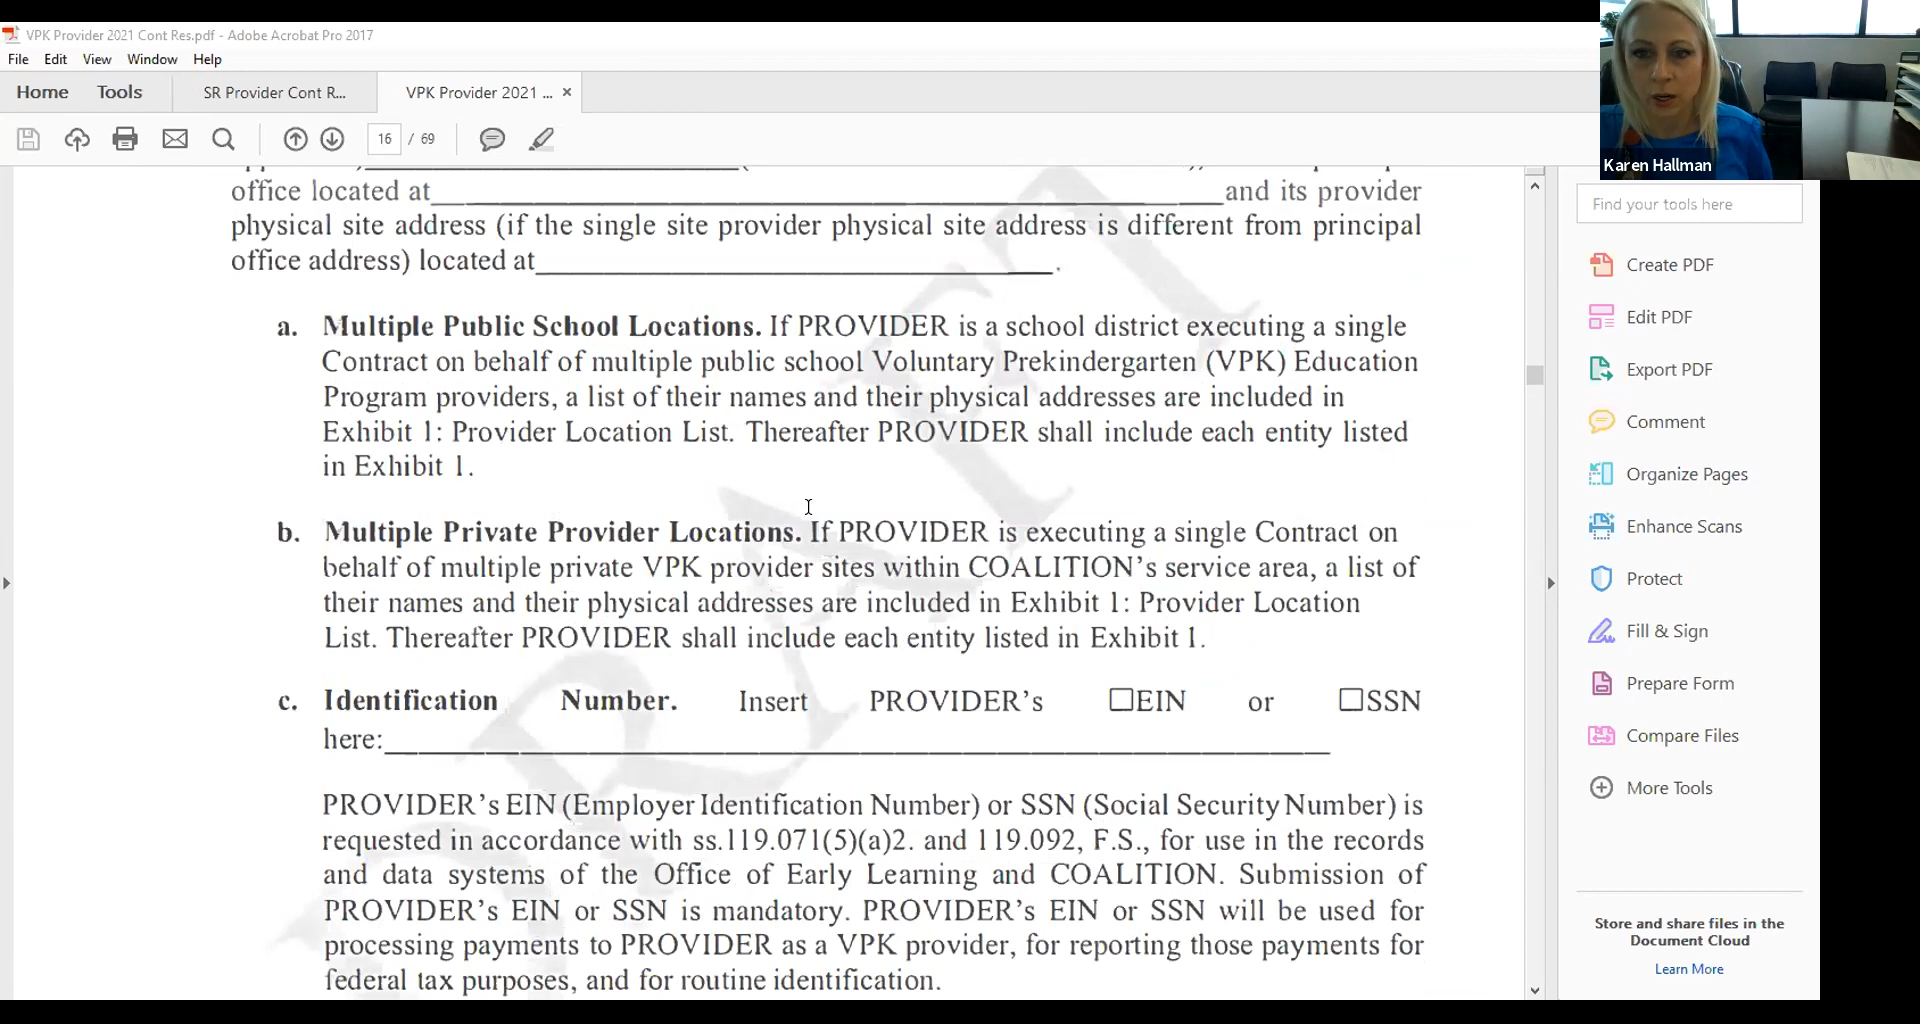 VPK Provider 2021 Cont Res.pdf - Adobe Acrobat Pro 2017
File Edit View Window Help
Home Tools SR Provider Cont R... VPK Provider 2021 ... ×
16 / 69
Karen Hallman
office located at and its provider
physical site address (if the single site provider physical site address is different from principal
office address) located at .
a. Multiple Public School Locations. If PROVIDER is a school district executing a single
Contract on behalf of multiple public school Voluntary Prekindergarten (VPK) Education
Program providers, a list of their names and their physical addresses are included in
Exhibit 1: Provider Location List. Thereafter PROVIDER shall include each entity listed
in Exhibit 1.
b. Multiple Private Provider Locations. If PROVIDER is executing a single Contract on
behalf of multiple private VPK provider sites within COALITION's service area, a list of
their names and their physical addresses are included in Exhibit 1: Provider Location
List. Thereafter PROVIDER shall include each entity listed in Exhibit 1.
c. Identification Number. Insert PROVIDER's ☐EIN or ☐SSN
here:
PROVIDER's EIN (Employer Identification Number) or SSN (Social Security Number) is
requested in accordance with ss.119.071(5)(a)2. and 119.092, F.S., for use in the records
and data systems of the Office of Early Learning and COALITION. Submission of
PROVIDER's EIN or SSN is mandatory. PROVIDER's EIN or SSN will be used for
processing payments to PROVIDER as a VPK provider, for reporting those payments for
federal tax purposes, and for routine identification.
DRAFT
Find your tools here
Create PDF
Edit PDF
Export PDF
Comment
Organize Pages
Enhance Scans
Protect
Fill & Sign
Prepare Form
Compare Files
More Tools
Store and share files in the
Document Cloud
Learn More